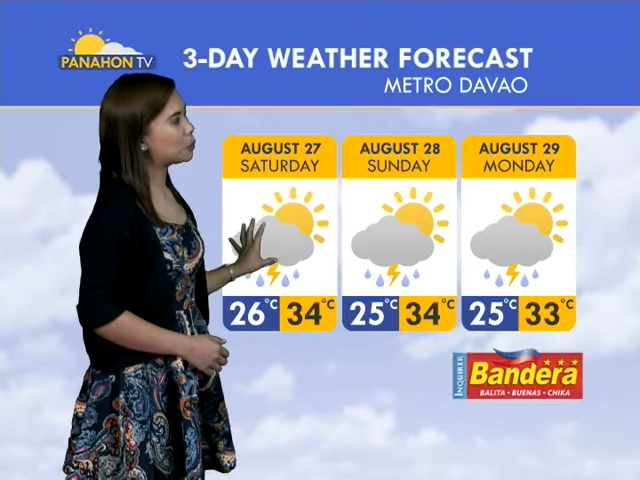 PANAHON TV
3-DAY WEATHER FORECAST
METRO DAVAO
AUGUST 27
SATURDAY
26°C 34°C
AUGUST 28
SUNDAY
25°C 34°C
AUGUST 29
MONDAY
25°C 33°C
INQUIRER
Bandera
BALITA • BUENAS • CHIKA